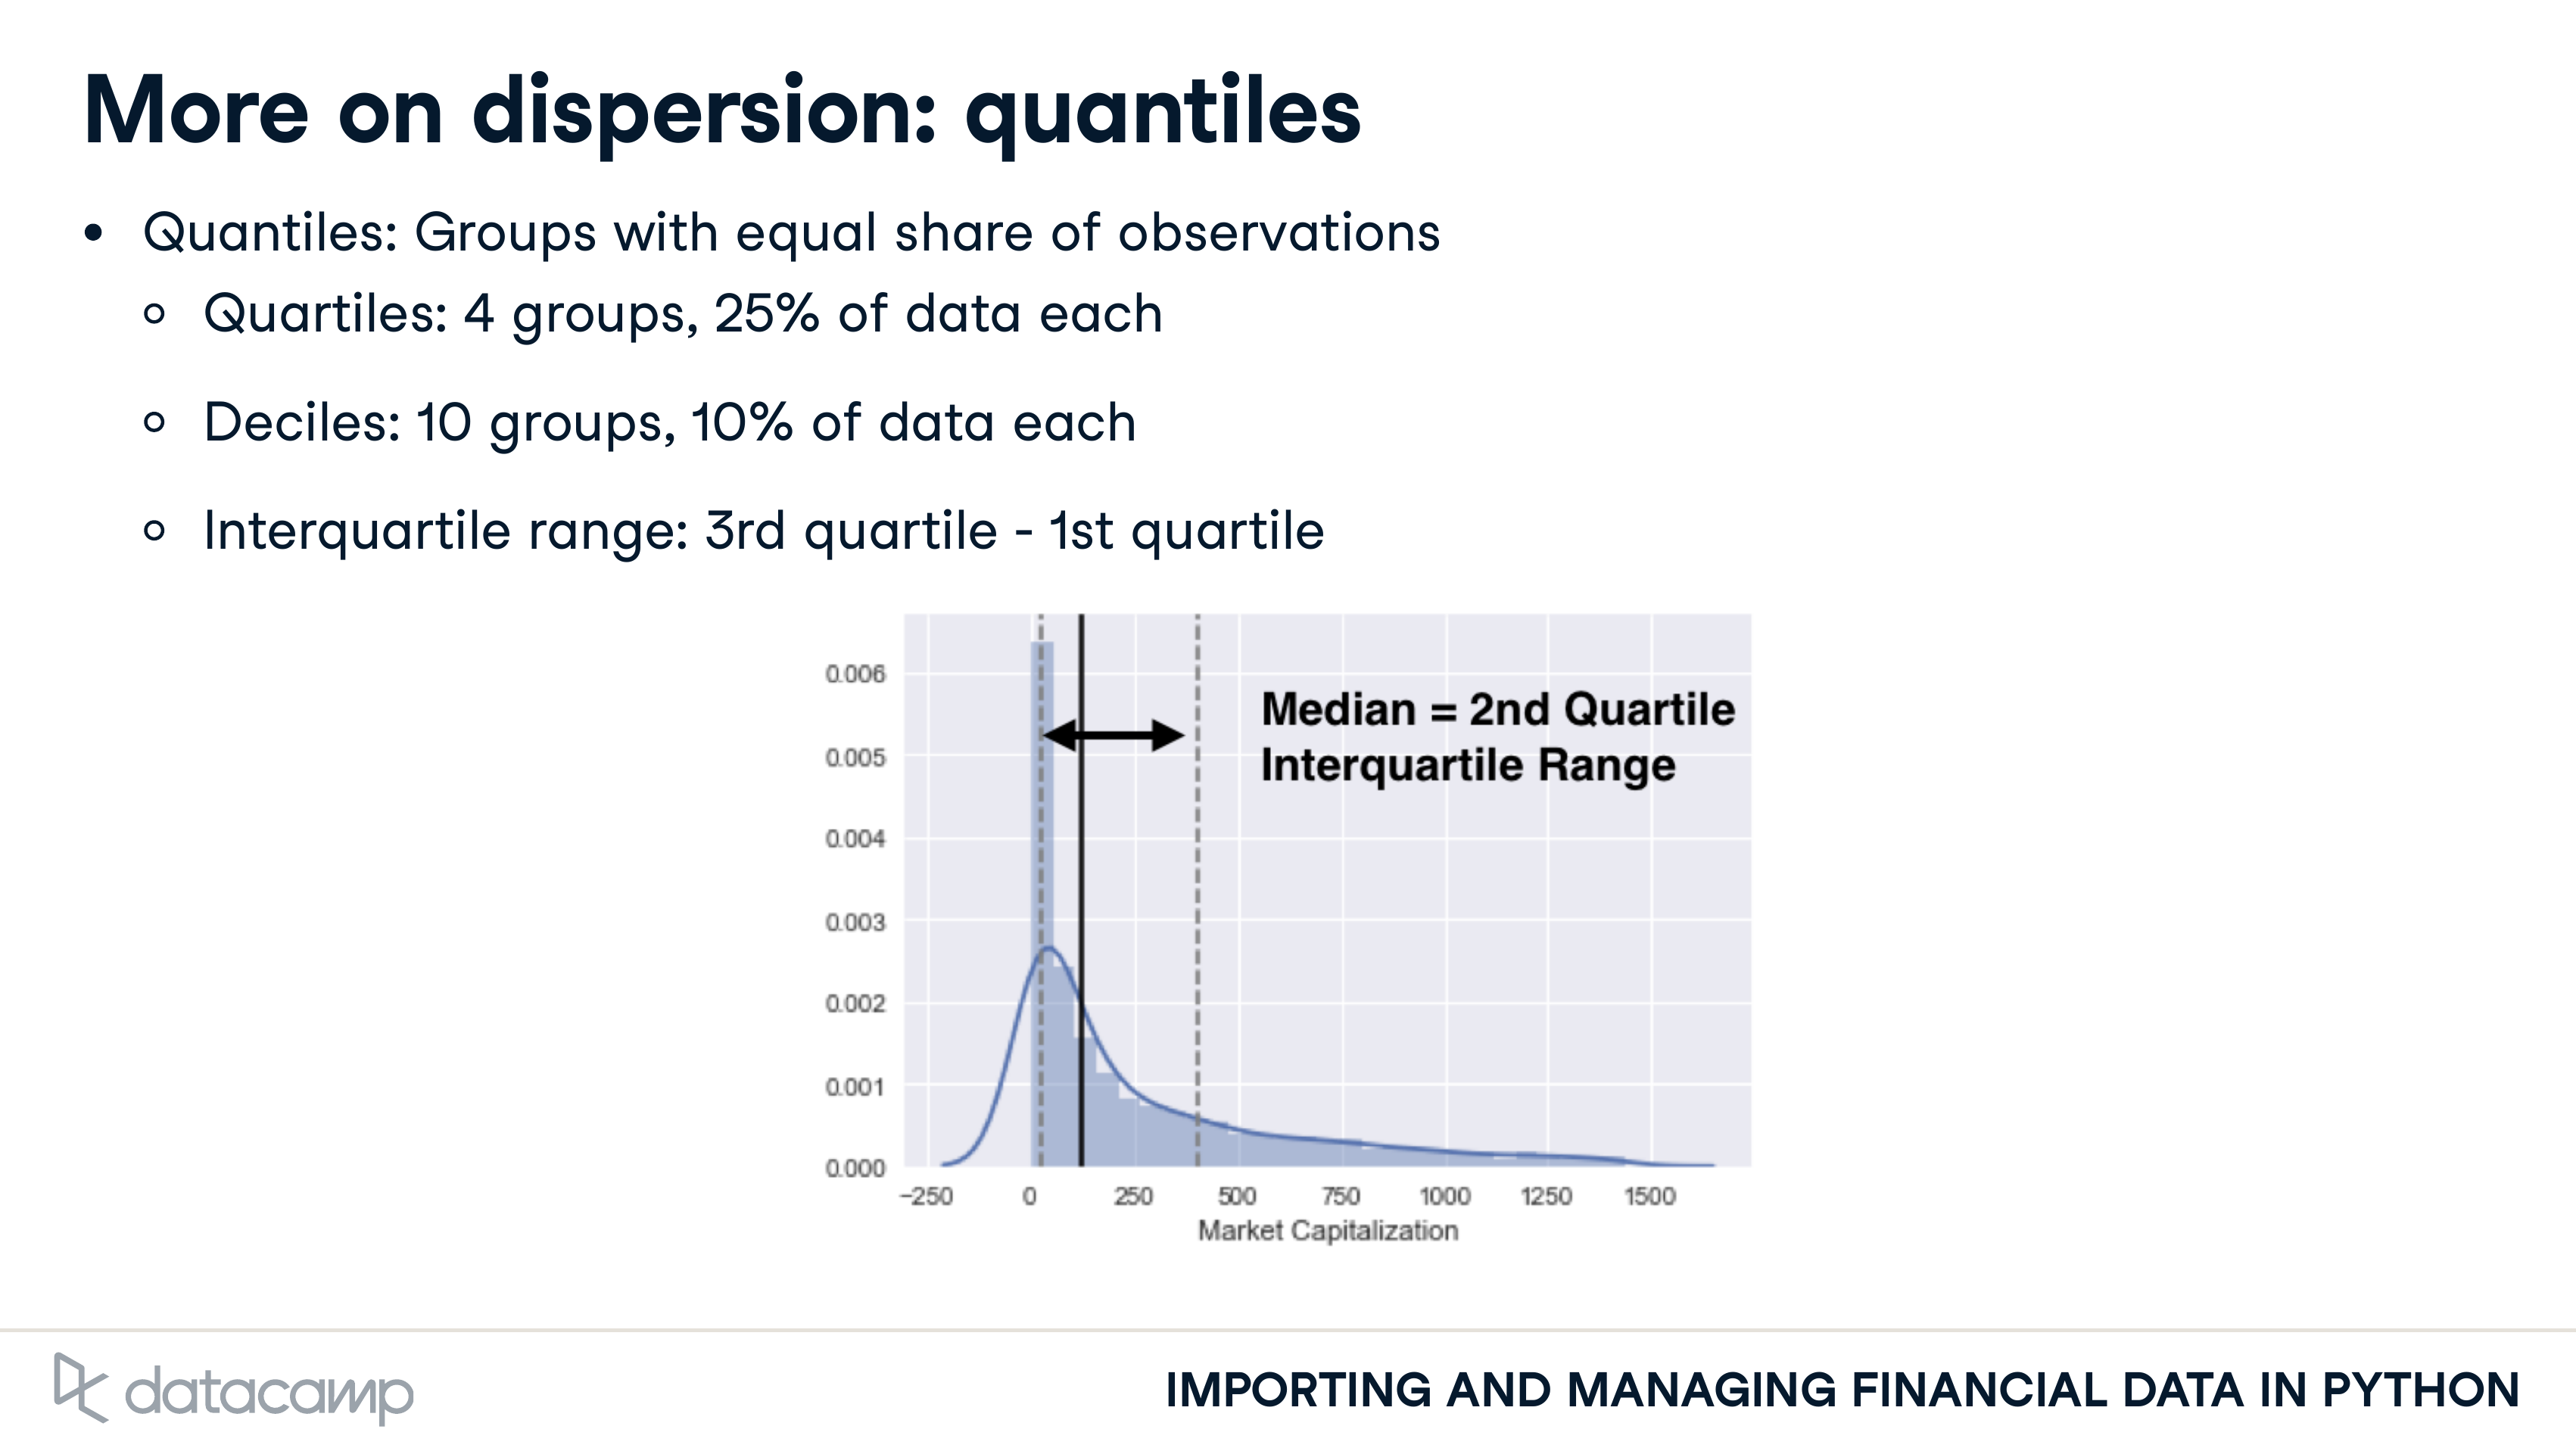 More on dispersion: quantiles
• Quantiles: Groups with equal share of observations
○ Quartiles: 4 groups, 25% of data each
○ Deciles: 10 groups, 10% of data each
○ Interquartile range: 3rd quartile - 1st quartile
Median = 2nd Quartile
Interquartile Range
0.006
0.005
0.004
0.003
0.002
0.001
0.000
−250 0 250 500 750 1000 1250 1500
Market Capitalization
datacamp
IMPORTING AND MANAGING FINANCIAL DATA IN PYTHON